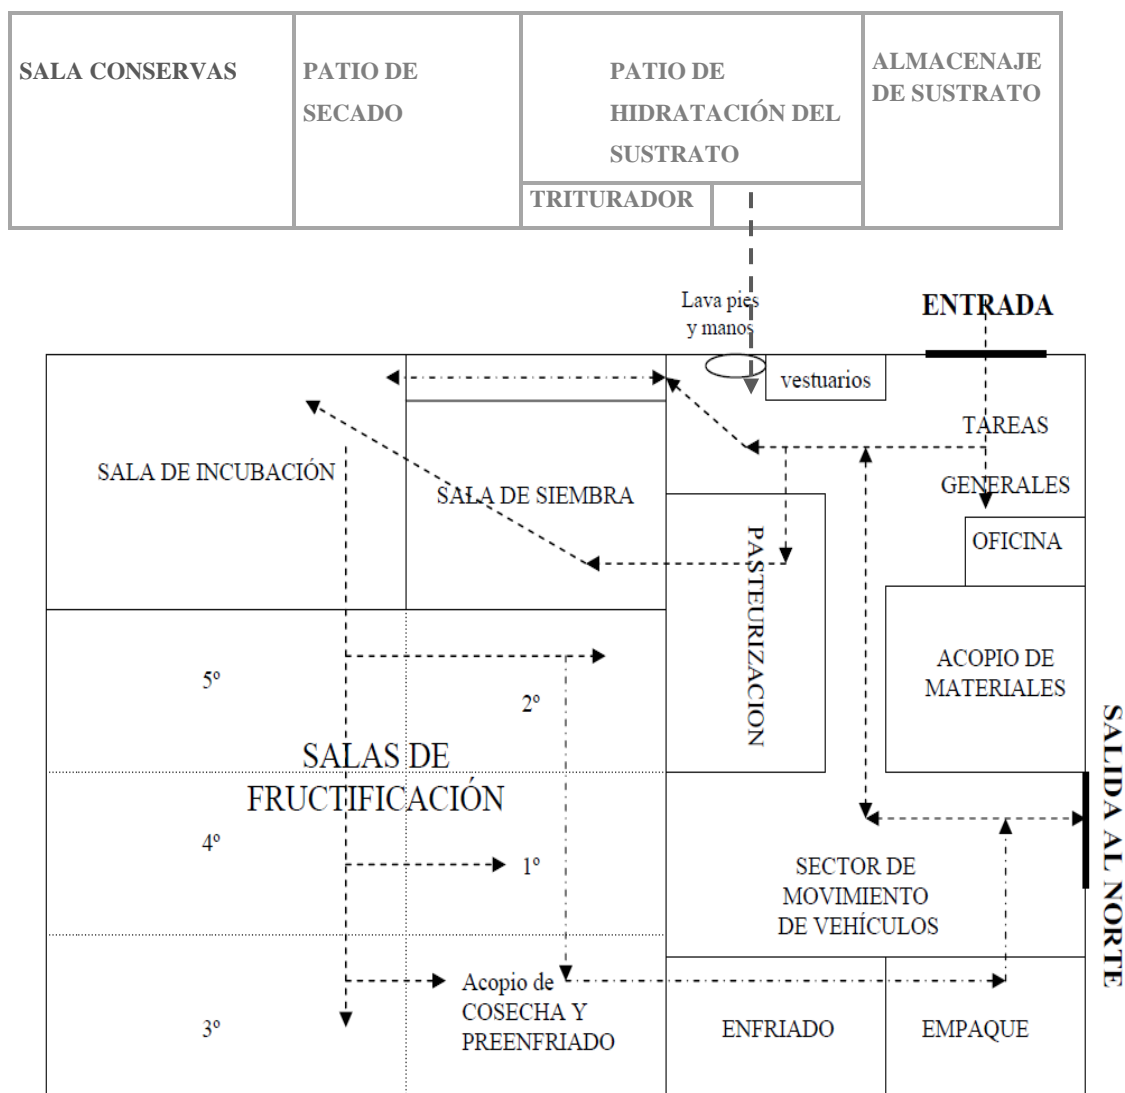 SALA CONSERVAS
PATIO DE
SECADO
PATIO DE
HIDRATACIÓN DEL
SUSTRATO
ALMACENAJE
DE SUSTRATO
TRITURADOR
Lava pies
y manos
ENTRADA
vestuarios
TAREAS
GENERALES
SALA DE INCUBACIÓN
SALA DE SIEMBRA
OFICINA
PASTEURIZACION
ACOPIO DE
MATERIALES
5º
2º
SALAS DE
FRUCTIFICACIÓN
SALIDA AL NORTE
4º
1º
SECTOR DE
MOVIMIENTO
DE VEHÍCULOS
3º
Acopio de
COSECHA Y
PREENFRIADO
ENFRIADO
EMPAQUE